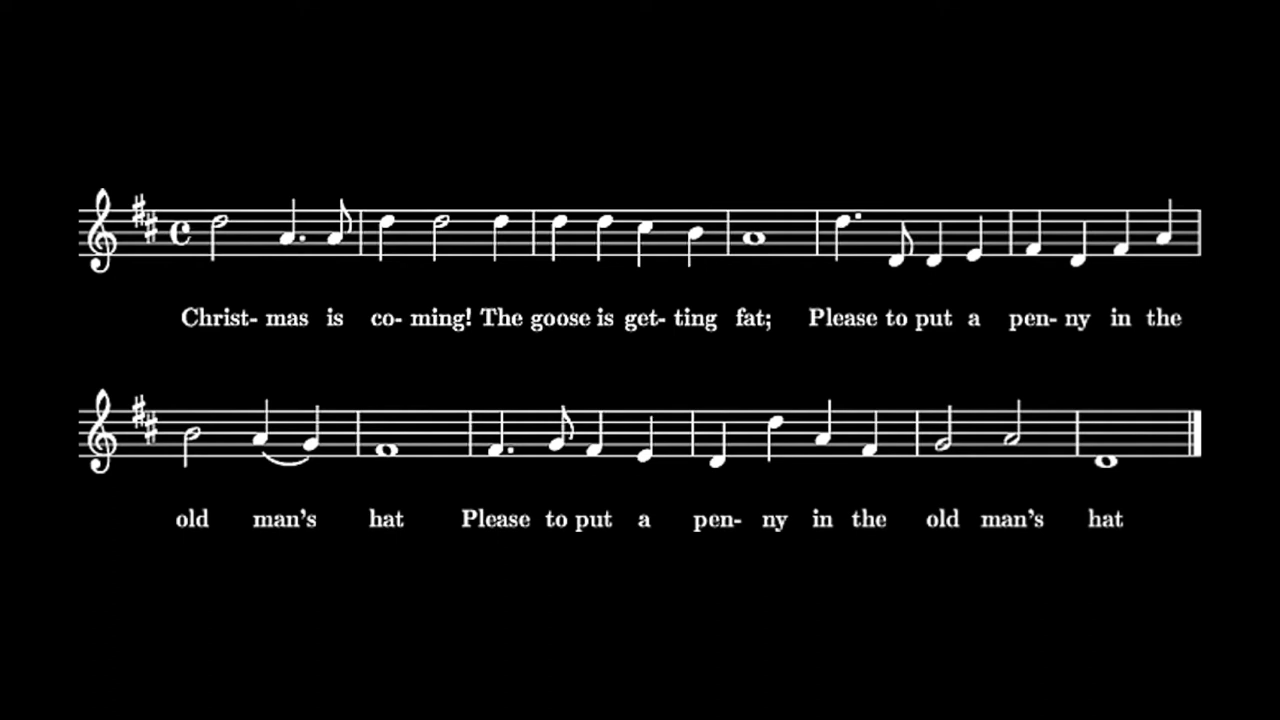 Christ- mas is co- ming! The goose is get- ting fat; Please to put a pen- ny in the
old man's hat Please to put a pen- ny in the old man's hat